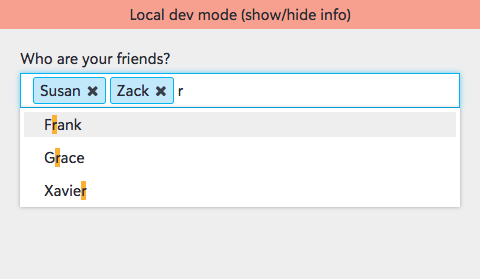 Local dev mode (show/hide info)
Who are your friends?
Susan ✖ Zack ✖ r
Frank
Grace
Xavier